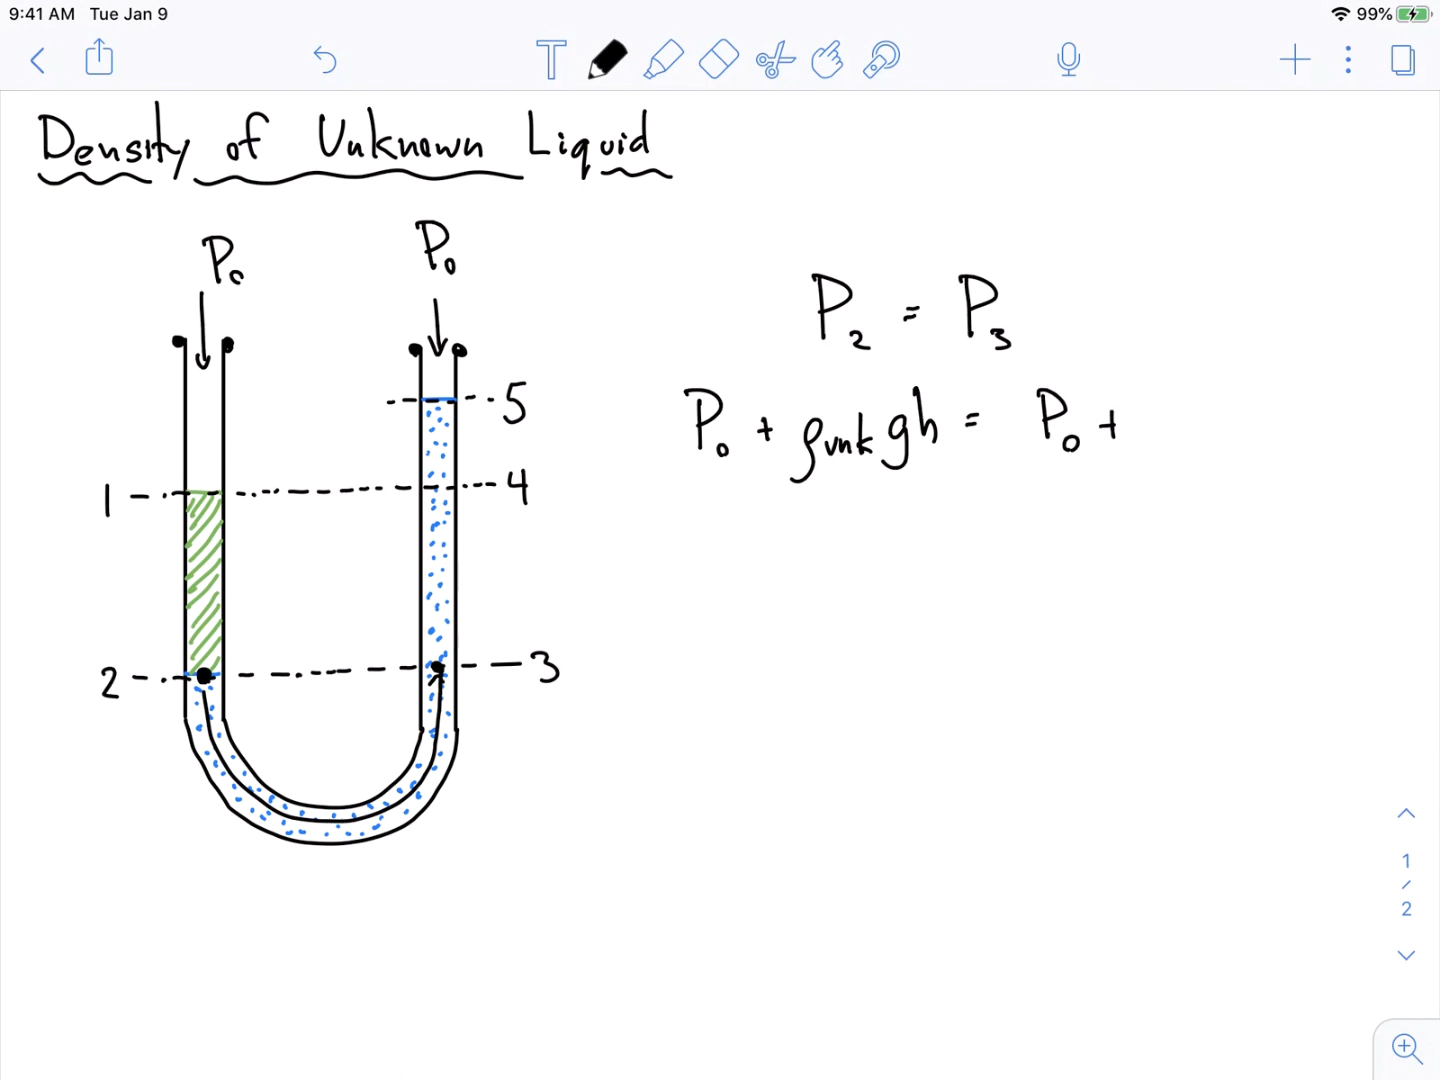 9:41 AM Tue Jan 9
99%
T
Density of Unknown Liquid
P₀
P₀
P₂ = P₃
5
P₀ + ρunk gh = P₀ +
1
4
2
3
1
/
2